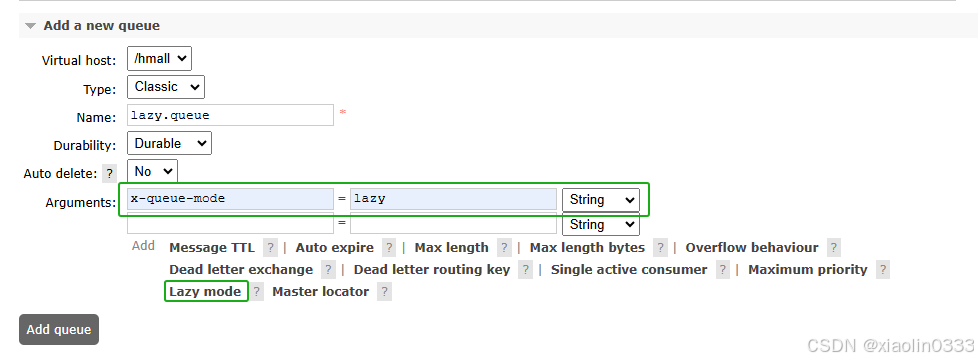 Add a new queue
Virtual host: /hmall
Type: Classic
Name: lazy.queue *
Durability: Durable
Auto delete: ? No
Arguments: x-queue-mode = lazy String
= String
Add Message TTL ? | Auto expire ? | Max length ? | Max length bytes ? | Overflow behaviour ?
Dead letter exchange ? | Dead letter routing key ? | Single active consumer ? | Maximum priority ?
Lazy mode ? Master locator ?
Add queue
CSDN @xiaolin0333